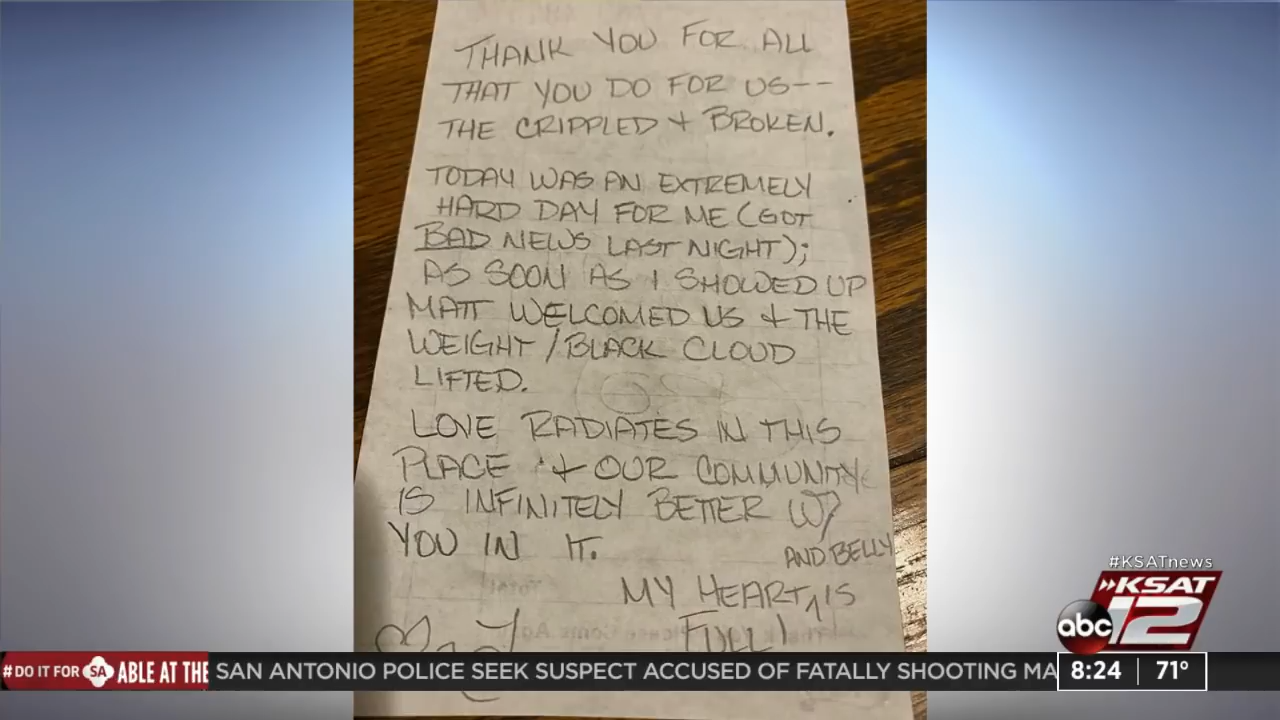 THANK YOU FOR ALL
THAT YOU DO FOR US--
THE CRIPPLED + BROKEN.
TODAY WAS AN EXTREMELY
HARD DAY FOR ME (GOT
BAD NEWS LAST NIGHT);
AS SOON AS I SHOWED UP
MATT WELCOMED US + THE
WEIGHT/BLACK CLOUD
LIFTED.
LOVE RADIATES IN THIS
PLACE + OUR COMMUNITY
IS INFINITELY BETTER W/
YOU IN IT.
AND BELLY
MY HEART ^ IS
FULL!
#KSATnews
KSAT
abc 12
#DO IT FOR SA ABLE AT THE
SAN ANTONIO POLICE SEEK SUSPECT ACCUSED OF FATALLY SHOOTING MA
8:24 71°